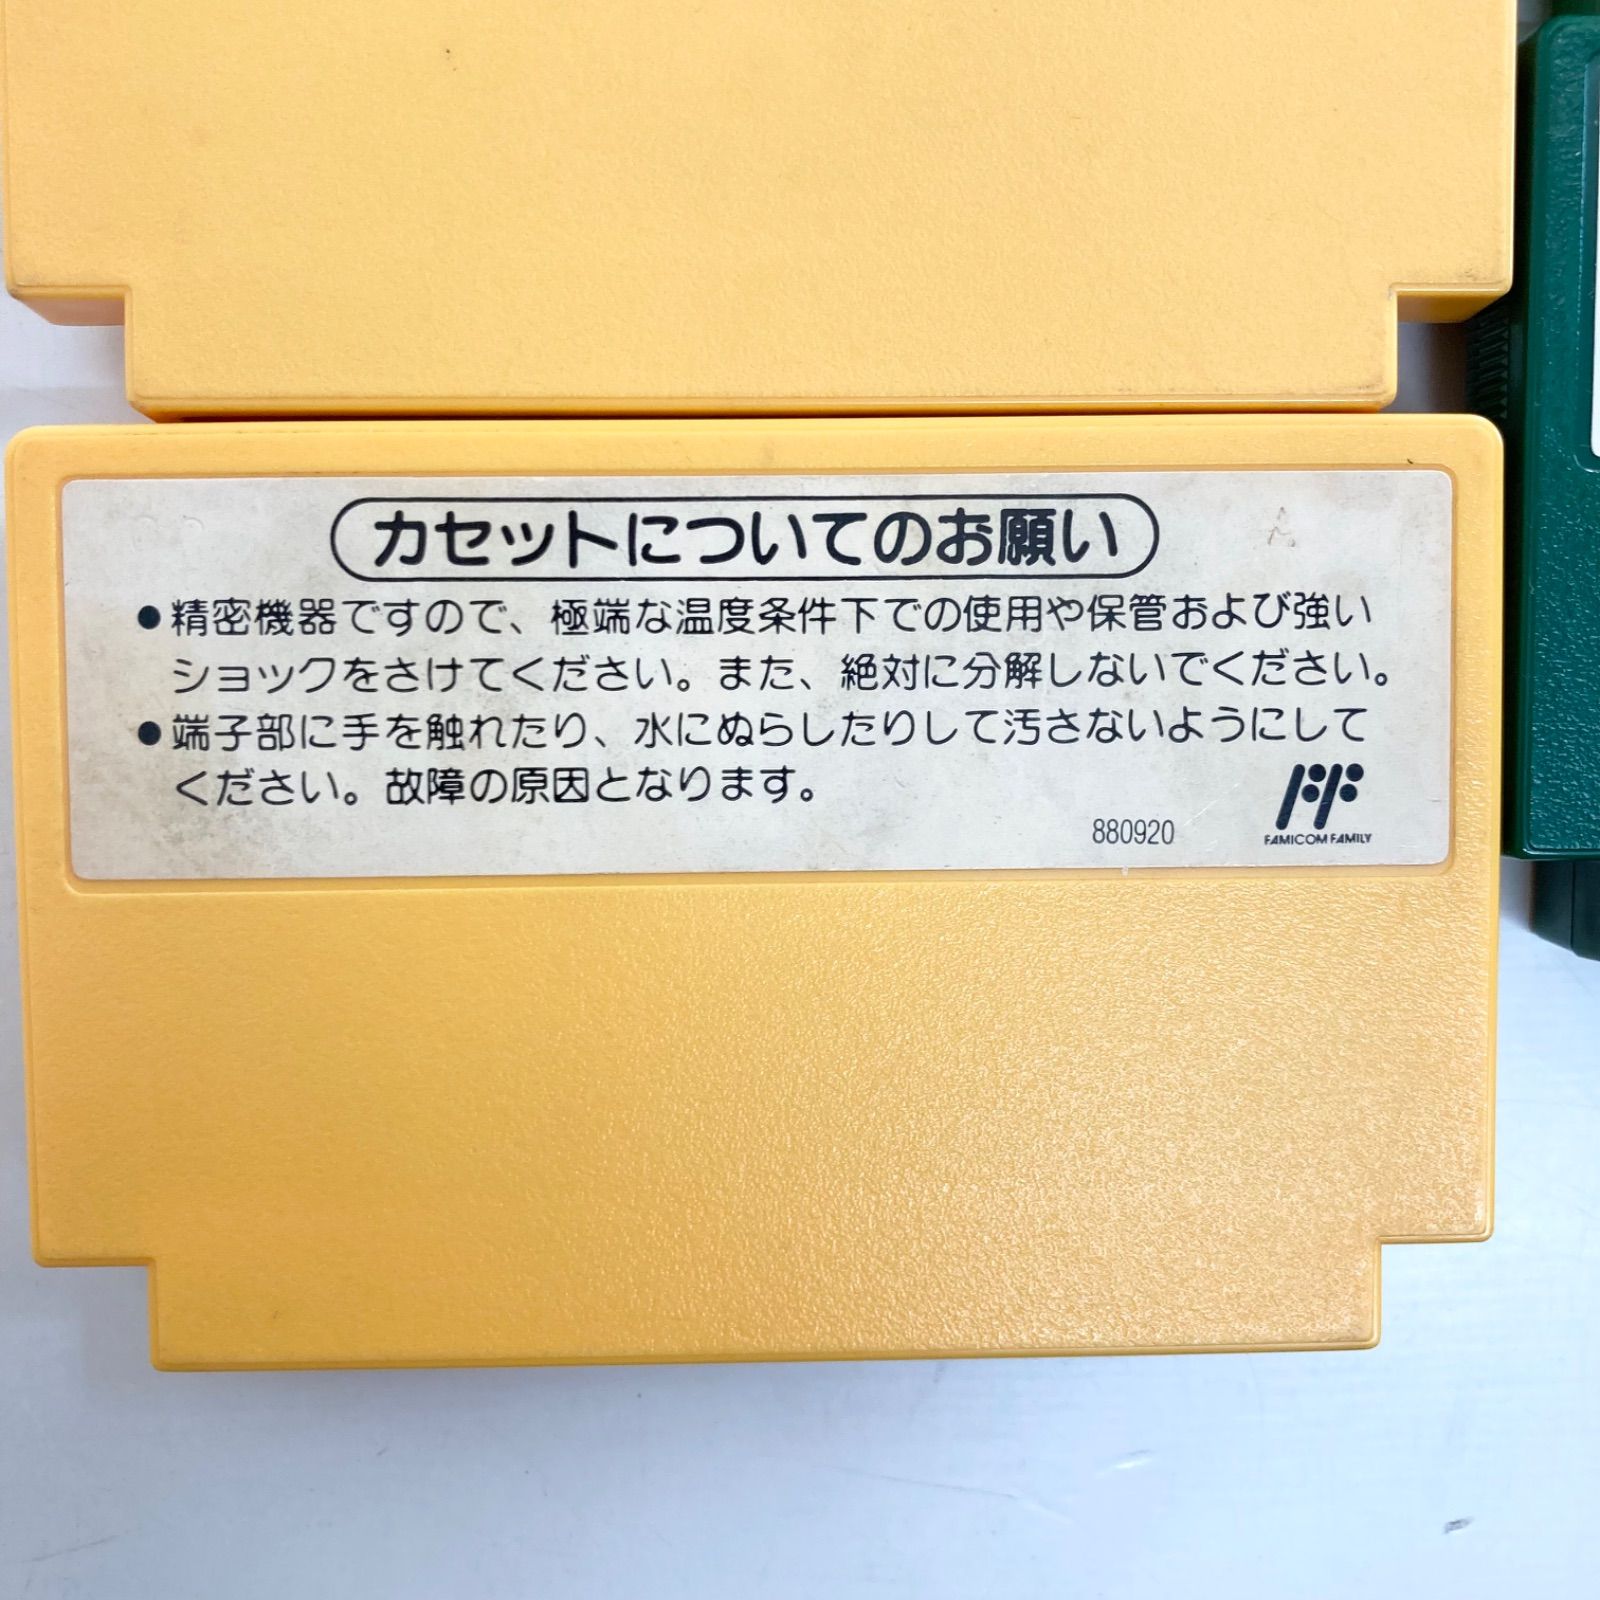 カセットについてのお願い
●精密機器ですので、極端な温度条件下での使用や保管および強い
ショックをさけてください。また、絶対に分解しないでください。
●端子部に手を触れたり、水にぬらしたりして汚さないようにして
ください。故障の原因となります。
880920
FAMICOM FAMILY